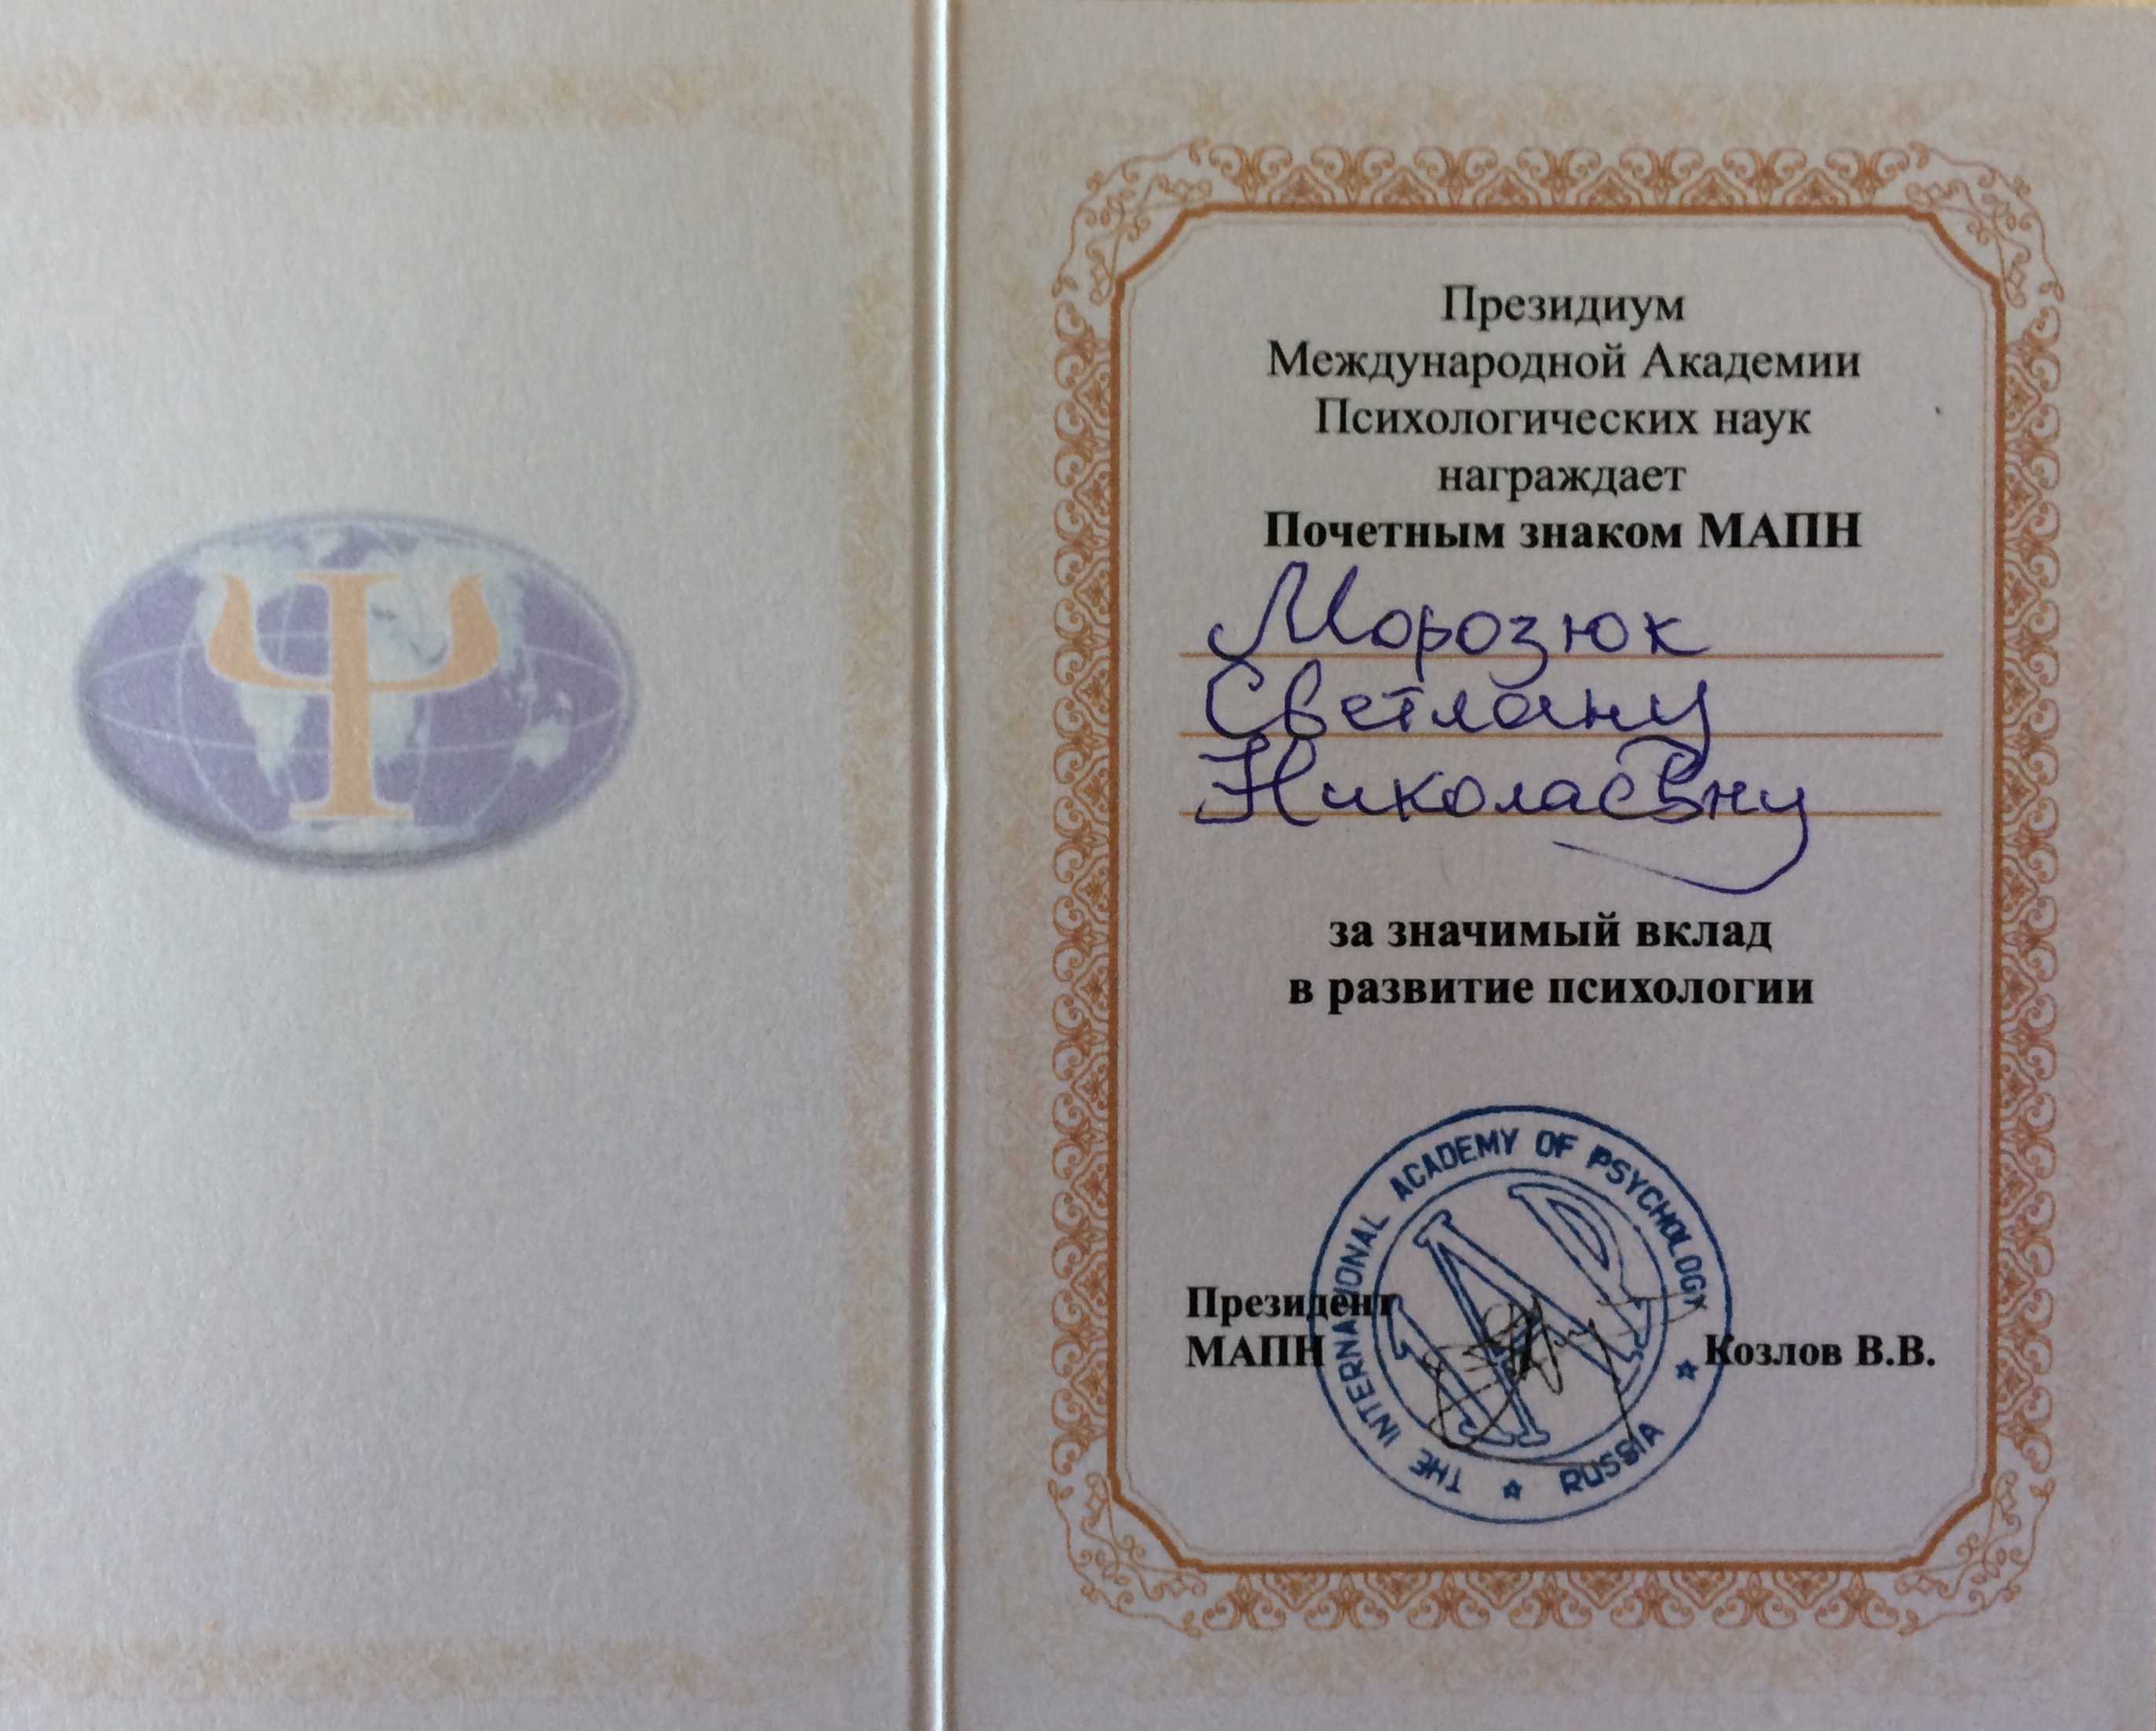 Президиум
Международной Академии
Психологических наук
награждает
Почетным знаком МАПН
Морозюк
Светлану
Николаевну
за значимый вклад
в развитие психологии
THE INTERNATIONAL ACADEMY OF PSYCHOLOGY
RUSSIA
Президент
МАПН Козлов В.В.